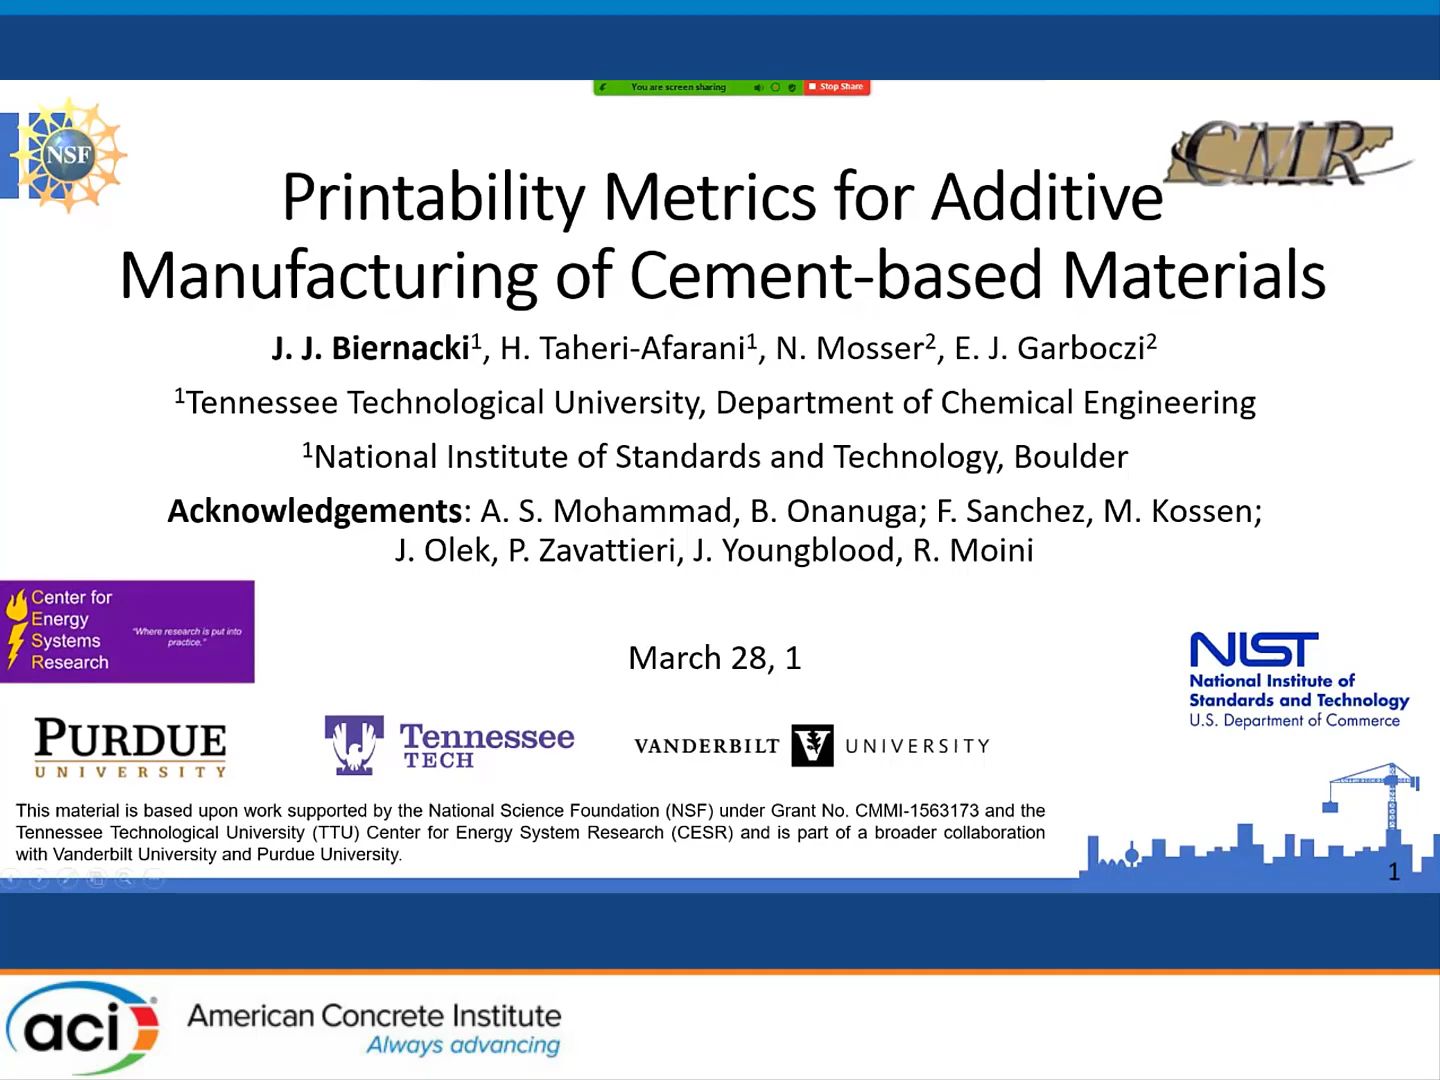 You are screen sharing
Stop Share
NSF
CMR
Printability Metrics for Additive
Manufacturing of Cement-based Materials
J. J. Biernacki¹, H. Taheri-Afarani¹, N. Mosser², E. J. Garboczi²
¹Tennessee Technological University, Department of Chemical Engineering
¹National Institute of Standards and Technology, Boulder
Acknowledgements: A. S. Mohammad, B. Onanuga; F. Sanchez, M. Kossen;
J. Olek, P. Zavattieri, J. Youngblood, R. Moini
Center for
Energy
Systems
Research
"Where research is put into
practice."
March 28, 1
NIST
National Institute of
Standards and Technology
U.S. Department of Commerce
PURDUE
UNIVERSITY
T
Tennessee
TECH
VANDERBILT V UNIVERSITY
This material is based upon work supported by the National Science Foundation (NSF) under Grant No. CMMI-1563173 and the
Tennessee Technological University (TTU) Center for Energy System Research (CESR) and is part of a broader collaboration
with Vanderbilt University and Purdue University.
1
aci
American Concrete Institute
Always advancing